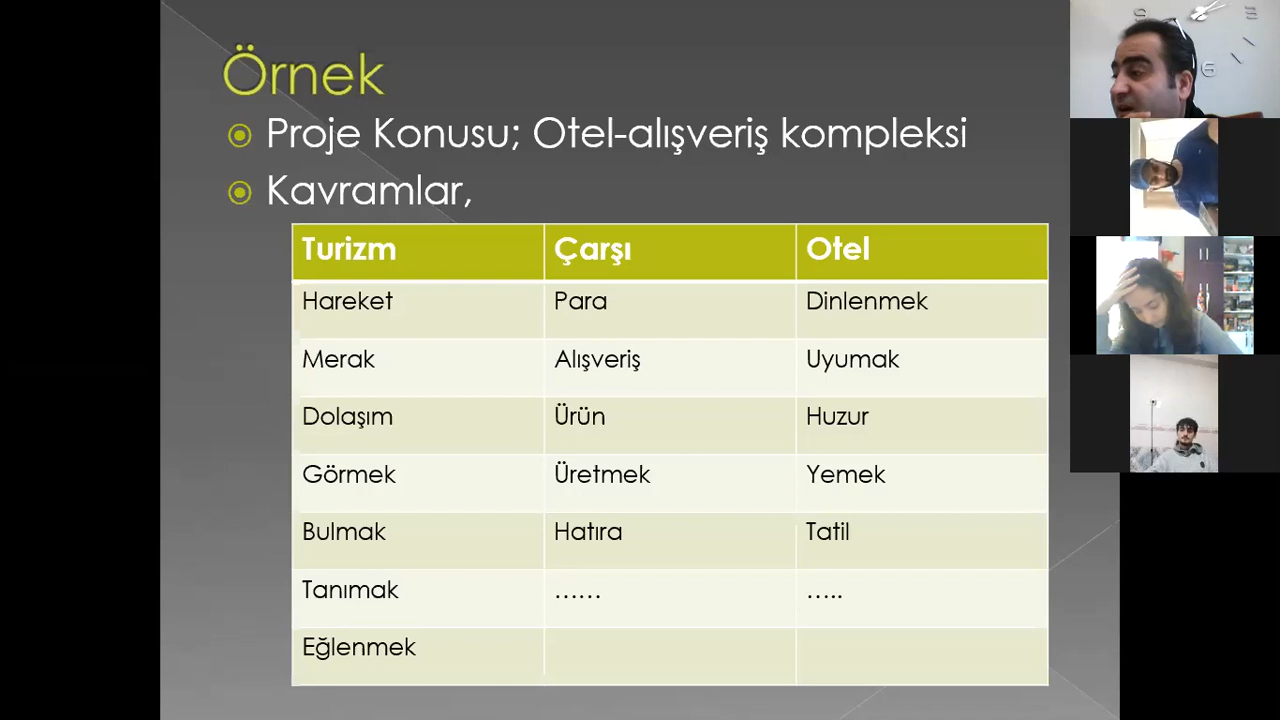 Örnek
Proje Konusu; Otel-alışveriş kompleksi
Kavramlar,
Turizm Çarşı Otel
Hareket Para Dinlenmek
Merak Alışveriş Uyumak
Dolaşım Ürün Huzur
Görmek Üretmek Yemek
Bulmak Hatıra Tatil
Tanımak ...... .....
Eğlenmek